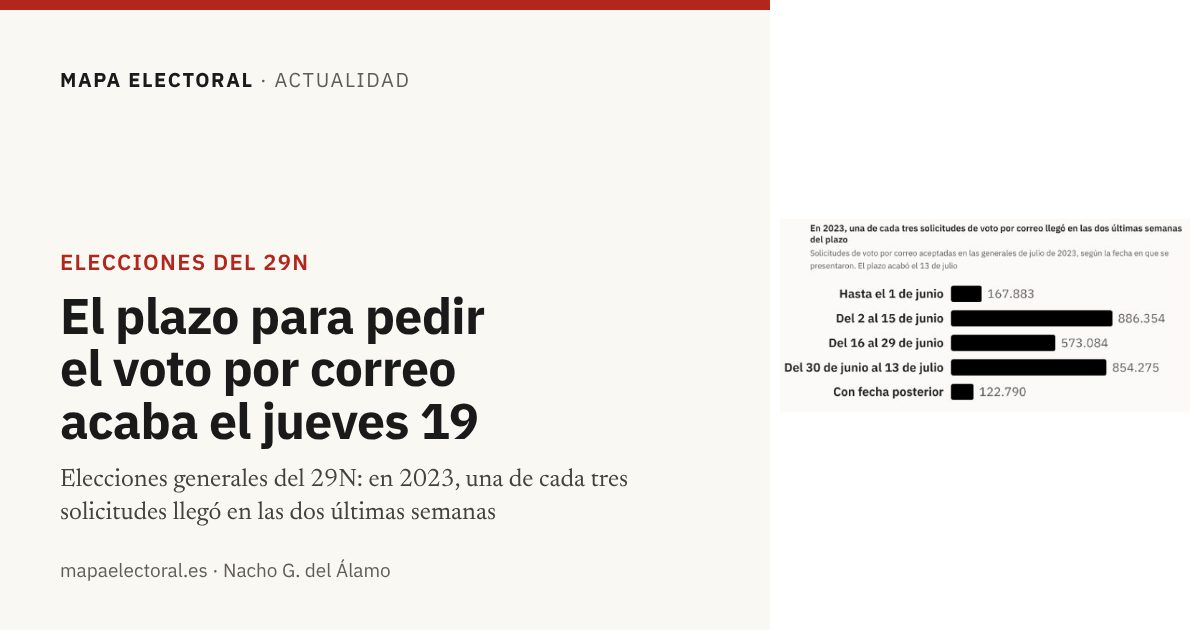 MAPA ELECTORAL · ACTUALIDAD
ELECCIONES DEL 29N
El plazo para pedir
el voto por correo
acaba el jueves 19
Elecciones generales del 29N: en 2023, una de cada tres
solicitudes llegó en las dos últimas semanas
mapaelectoral.es · Nacho G. del Álamo
En 2023, una de cada tres solicitudes de voto por correo llegó en las dos últimas semanas
del plazo
Solicitudes de voto por correo aceptadas en las generales de julio de 2023, según la fecha en que se
presentaron. El plazo acabó el 13 de julio
Hasta el 1 de junio 167.883
Del 2 al 15 de junio 886.354
Del 16 al 29 de junio 573.084
Del 30 de junio al 13 de julio 854.275
Con fecha posterior 122.790